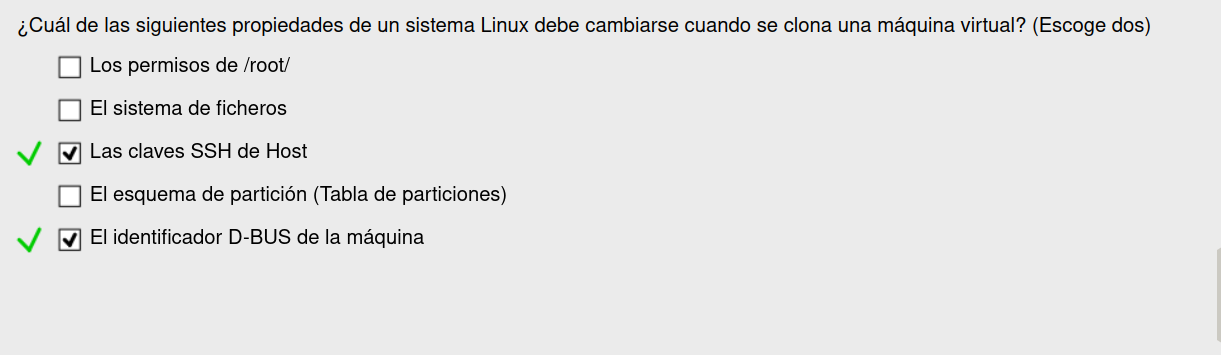 ¿Cuál de las siguientes propiedades de un sistema Linux debe cambiarse cuando se clona una máquina virtual? (Escoge dos)
Los permisos de /root/
El sistema de ficheros
Las claves SSH de Host
El esquema de partición (Tabla de particiones)
El identificador D-BUS de la máquina